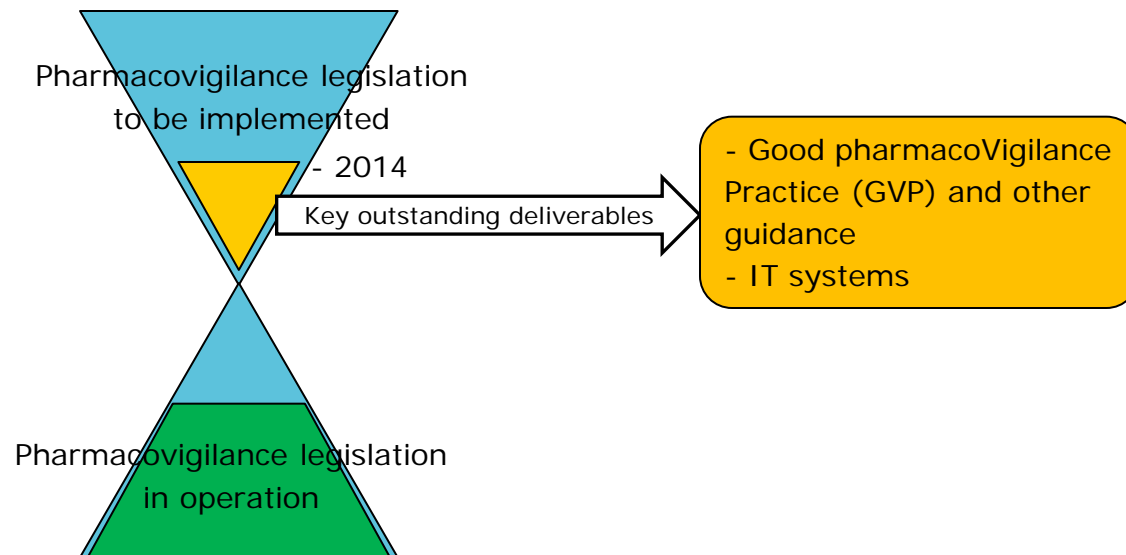 Pharmacovigilance legislation
to be implemented
- 2014
Key outstanding deliverables
- Good pharmacoVigilance
Practice (GVP) and other
guidance
- IT systems
Pharmacovigilance legislation
in operation